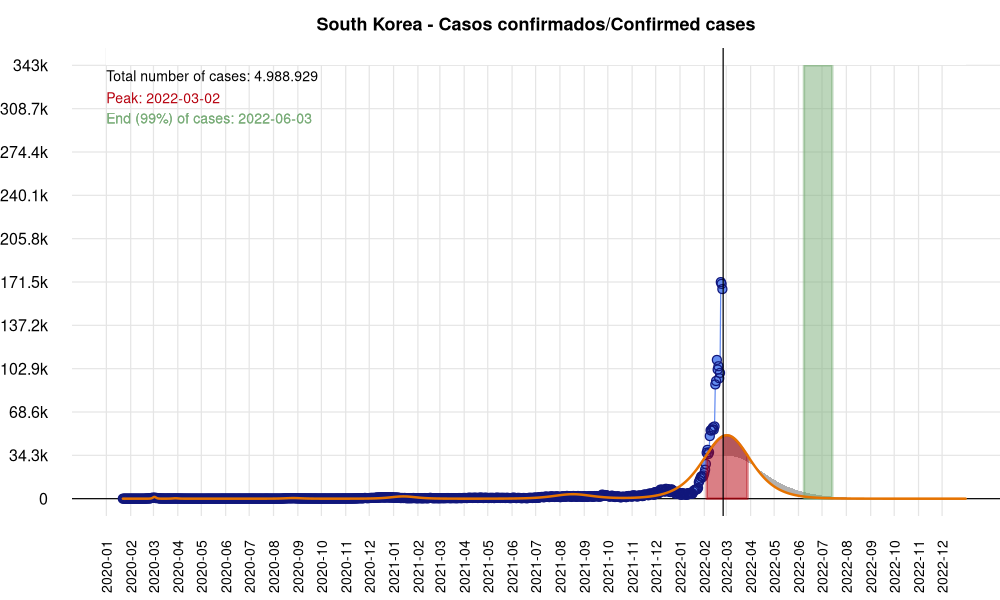 South Korea - Casos confirmados/Confirmed cases
Total number of cases: 4.988.929
Peak: 2022-03-02
End (99%) of cases: 2022-06-03
343k
308.7k
274.4k
240.1k
205.8k
171.5k
137.2k
102.9k
68.6k
34.3k
0
2020-01
2020-02
2020-03
2020-04
2020-05
2020-06
2020-07
2020-08
2020-09
2020-10
2020-11
2020-12
2021-01
2021-02
2021-03
2021-04
2021-05
2021-06
2021-07
2021-08
2021-09
2021-10
2021-11
2021-12
2022-01
2022-02
2022-03
2022-04
2022-05
2022-06
2022-07
2022-08
2022-09
2022-10
2022-11
2022-12